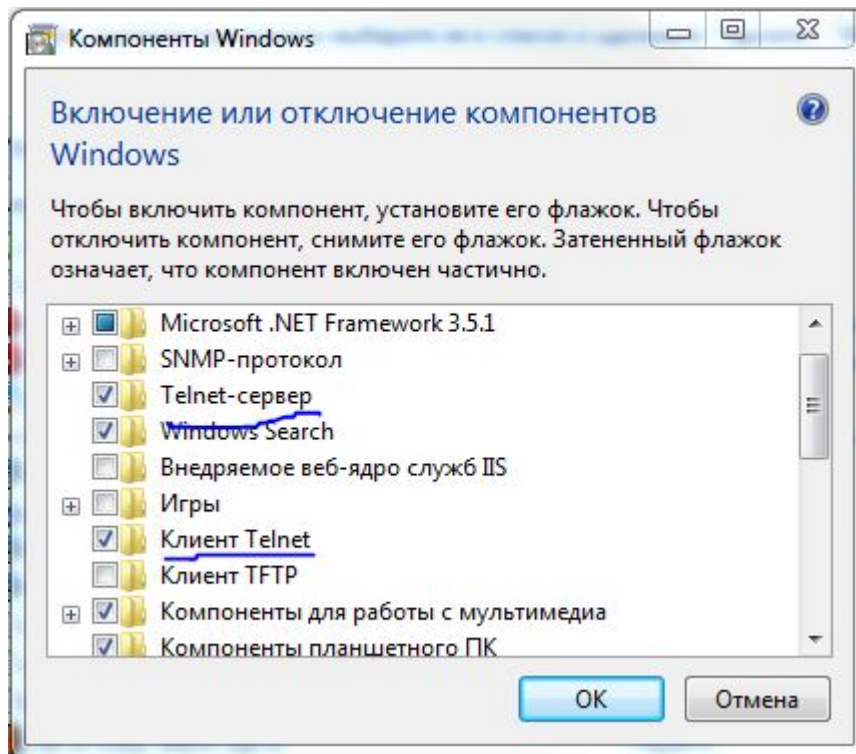 Компоненты Windows
Включение или отключение компонентов
Windows
Чтобы включить компонент, установите его флажок. Чтобы
отключить компонент, снимите его флажок. Затененный флажок
означает, что компонент включен частично.
Microsoft .NET Framework 3.5.1
SNMP-протокол
Telnet-сервер
Windows Search
Внедряемое веб-ядро служб IIS
Игры
Клиент Telnet
Клиент TFTP
Компоненты для работы с мультимедиа
Компоненты планшетного ПК
OK
Отмена